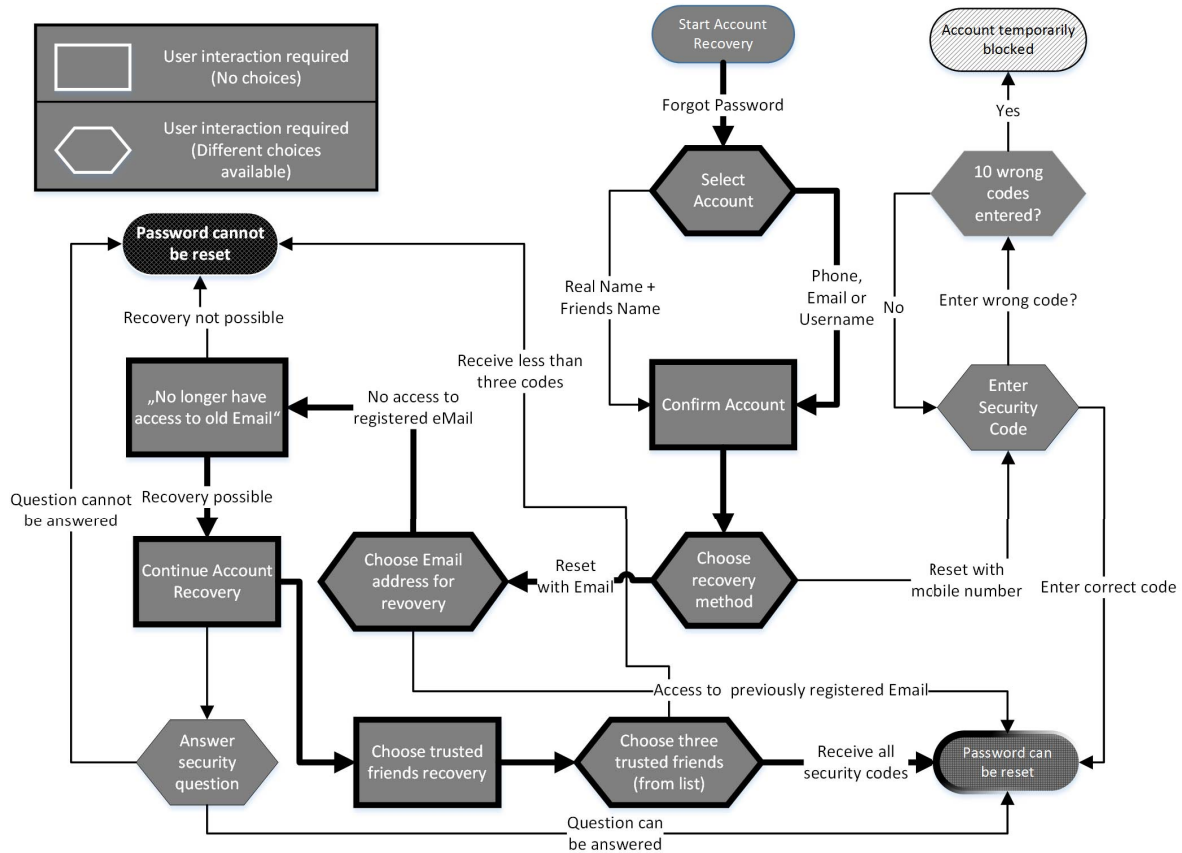 User interaction required
(No choices)
User interaction required
(Different choices
available)
Start Account
Recovery
Forgot Password
Select
Account
Real Name +
Friends Name
Phone,
Email or
Username
Confirm Account
Choose
recovery
method
Reset
with Email
Reset with
mcbile number
Account temporarily
blocked
Yes
10 wrong
codes
entered?
No
Enter wrong code?
Enter
Security
Code
Enter correct code
Password cannot
be reset
Recovery not possible
„No longer have
access to old Email“
No access to
registered eMail
Receive less than
three codes
Question cannot
be answered
Recovery possible
Continue Account
Recovery
Choose Email
address for
revovery
Access to previously registered Email
Answer
security
question
Choose trusted
friends recovery
Choose three
trusted friends
(from list)
Receive all
security codes
Password can
be reset
Question can
be answered